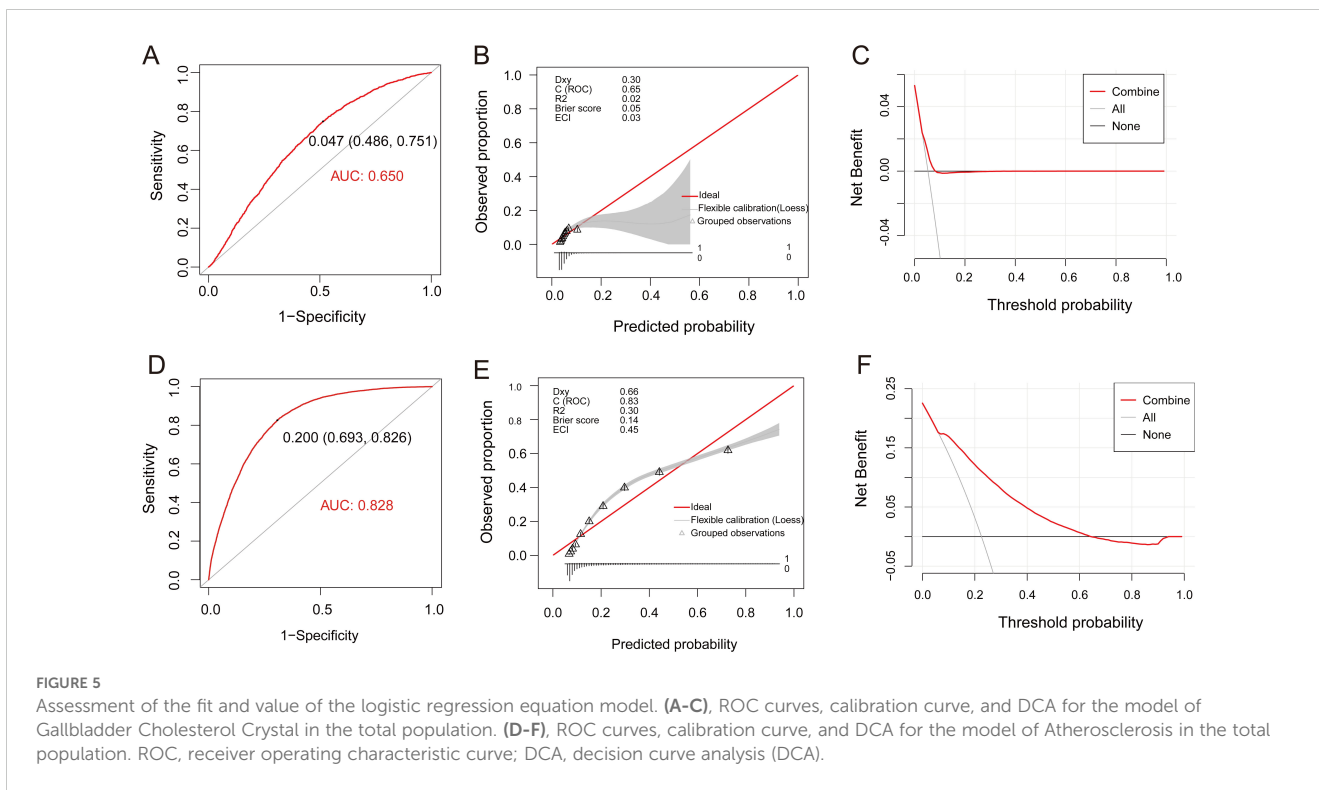 A
Sensitivity
1.0
0.8
0.6
0.4
0.2
0.0
0.047 (0.486, 0.751)
AUC: 0.650
0.0 0.5 1.0
1−Specificity
B
Observed proportion
1.0
0.8
0.6
0.4
0.2
0.0
Dxy 0.30
C (ROC) 0.65
R2 0.02
Brier score 0.05
ECI 0.03
Ideal
Flexible calibration(Loess)
Grouped observations
1 1
0 0
0.0 0.2 0.4 0.6 0.8 1.0
Predicted probability
C
Net Benefit
0.04
0.00
-0.04
Combine
All
None
0.0 0.2 0.4 0.6 0.8 1.0
Threshold probability
D
Sensitivity
1.0
0.8
0.6
0.4
0.2
0.0
0.200 (0.693, 0.826)
AUC: 0.828
0.0 0.5 1.0
1−Specificity
E
Observed proportion
1.0
0.8
0.6
0.4
0.2
0.0
Dxy 0.66
C (ROC) 0.83
R2 0.30
Brier score 0.14
ECI 0.45
Ideal
Flexible calibration (Loess)
Grouped observations
1
0
0.0 0.2 0.4 0.6 0.8 1.0
Predicted probability
F
Net Benefit
0.25
0.15
0.05
-0.05
Combine
All
None
0.0 0.2 0.4 0.6 0.8 1.0
Threshold probability
FIGURE 5
Assessment of the fit and value of the logistic regression equation model. (A-C), ROC curves, calibration curve, and DCA for the model of
Gallbladder Cholesterol Crystal in the total population. (D-F), ROC curves, calibration curve, and DCA for the model of Atherosclerosis in the total
population. ROC, receiver operating characteristic curve; DCA, decision curve analysis (DCA).